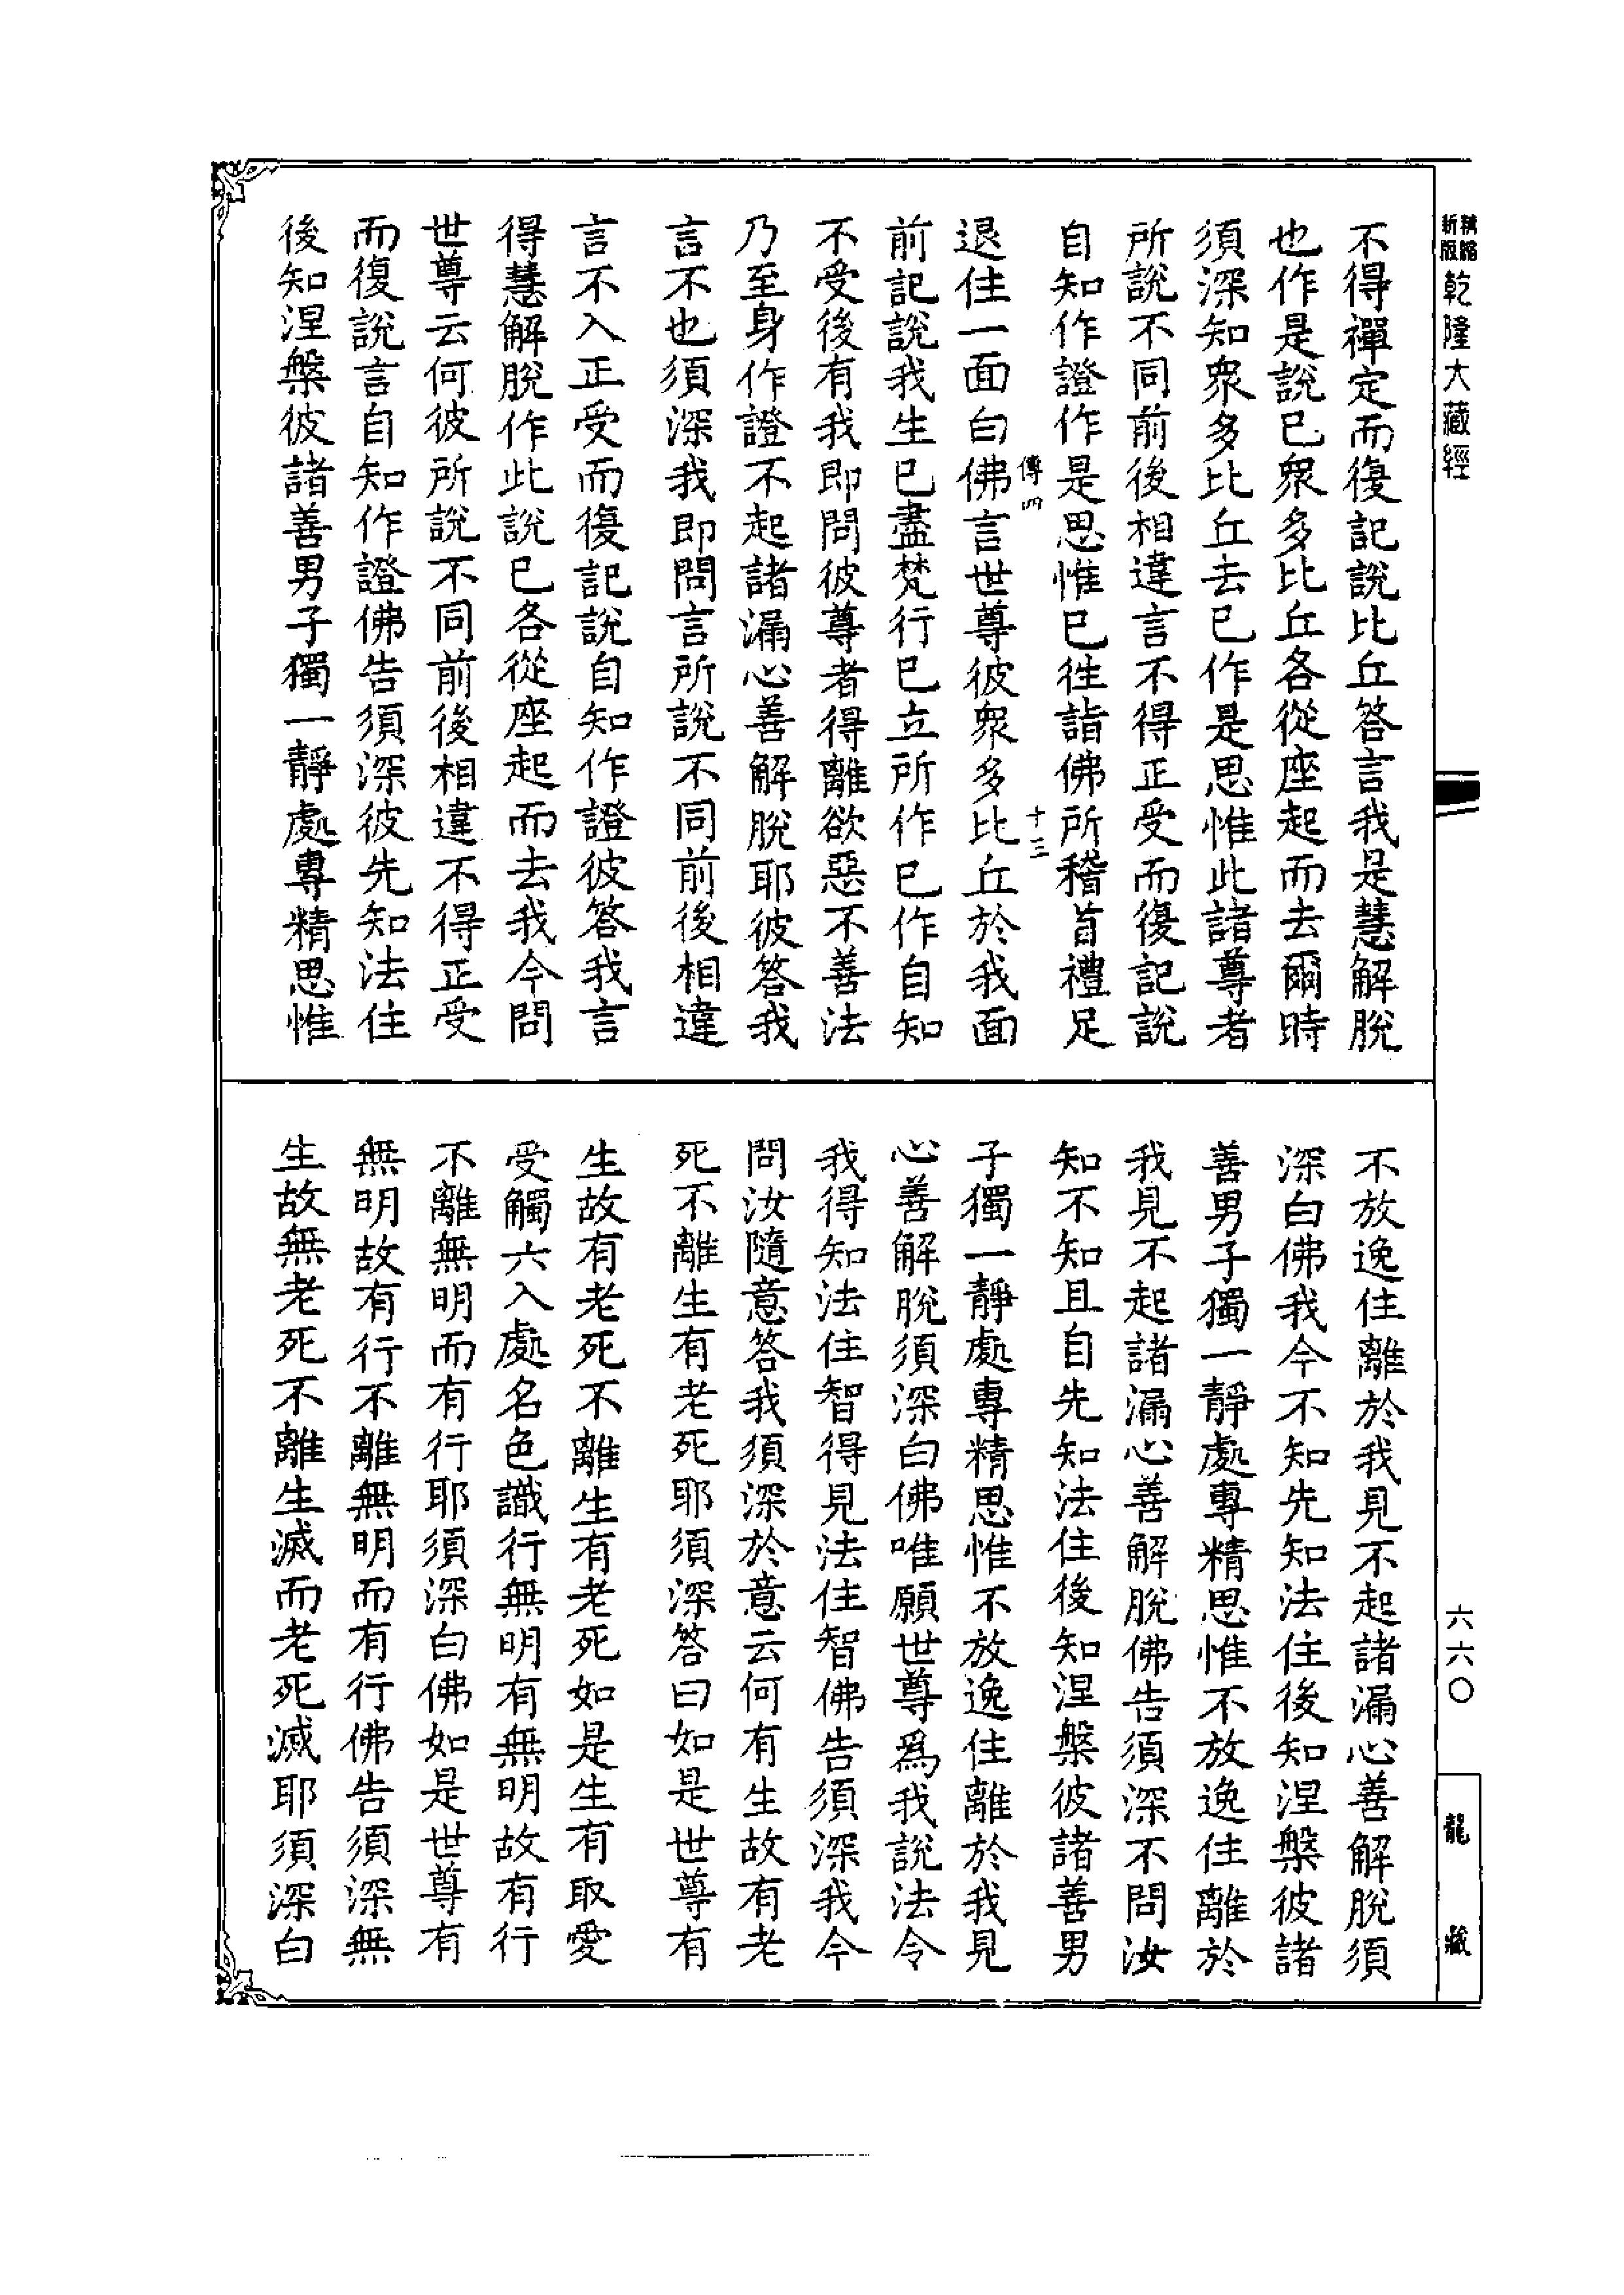 精縮
新版
乾隆大藏經
不得禪定而復記說比丘答言我是慧解脫
也作是說已衆多比丘各從座起而去爾時
須深知衆多比丘去已作是思惟此諸尊者
所說不同前後相違言不得正受而復記說
自知作證作是思惟已往詣佛所稽首禮足
傳四
十三
退住一面白佛言世尊彼衆多比丘於我面
前記說我生已盡梵行已立所作已作自知
不受後有我即問彼尊者得離欲惡不善法
乃至身作證不起諸漏心善解脫耶彼答我
言不也須深我即問言所說不同前後相違
言不入正受而復記說自知作證彼答我言
得慧解脫作此說已各從座起而去我今問
世尊云何彼所說不同前後相違不得正受
而復說言自知作證佛告須深彼先知法住
後知涅槃彼諸善男子獨一靜處專精思惟
不放逸住離於我見不起諸漏心善解脫須
深白佛我今不知先知法住後知涅槃彼諸
善男子獨一靜處專精思惟不放逸住離於
我見不起諸漏心善解脫佛告須深不問汝
知不知且自先知法住後知涅槃彼諸善男
子獨一靜處專精思惟不放逸住離於我見
心善解脫須深白佛唯願世尊爲我說法令
我得知法住智得見法住智佛告須深我今
問汝隨意答我須深於意云何有生故有老
死不離生有老死耶須深答曰如是世尊有
生故有老死不離生有老死如是生有取愛
受觸六入處名色識行無明有無明故有行
不離無明而有行耶須深白佛如是世尊有
無明故有行不離無明而有行佛告須深無
生故無老死不離生滅而老死滅耶須深白
六六〇
龍藏